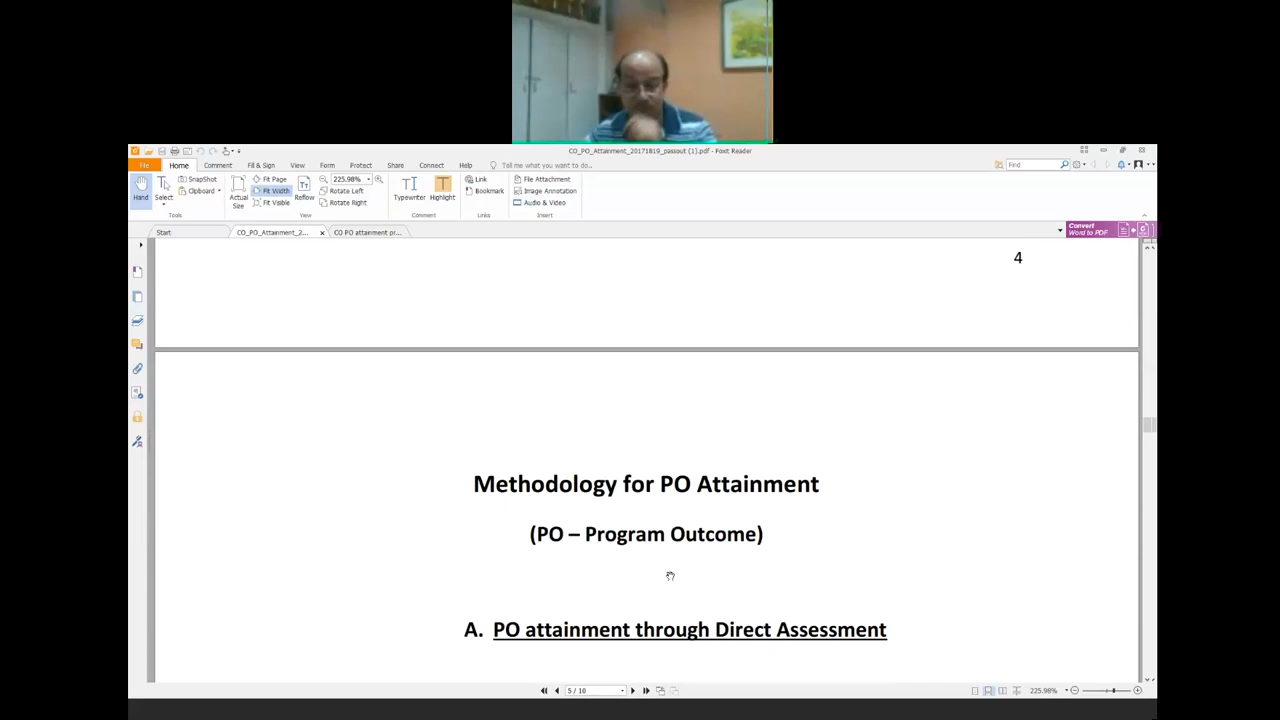 CO_PO_Attainment_20171819_passout (1).pdf - Foxit Reader
File Home Comment Fill & Sign View Form Protect Share Connect Help Tell me what you want to do... Find
Hand
Select
SnapShot
Clipboard
Tools
Actual Size
Fit Page
Fit Width
Fit Visible
Reflow
225.98%
Rotate Left
Rotate Right
View
Typewriter
Highlight
Comment
Link
Bookmark
Links
File Attachment
Image Annotation
Audio & Video
Insert
Start CO_PO_Attainment_2... CO PO attainment pr...
Convert
Word to PDF
4
Methodology for PO Attainment
(PO – Program Outcome)
A. PO attainment through Direct Assessment
5 / 10
225.98%